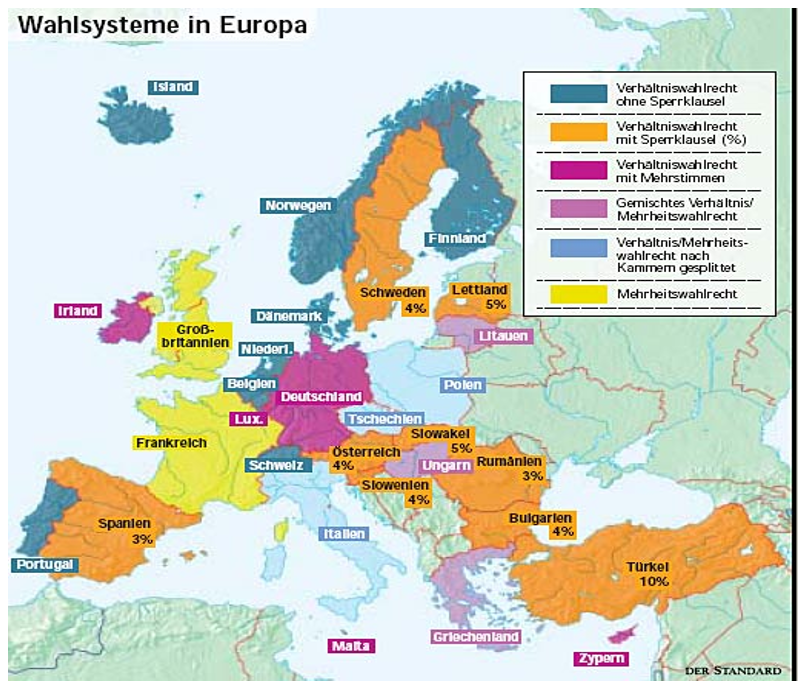 Wahlsysteme in Europa
Island
Verhältniswahlrecht
ohne Sperrklausel
Verhältniswahlrecht
mit Sperrklausel (%)
Verhältniswahlrecht
mit Mehrstimmen
Gemischtes Verhältnis/
Mehrheitswahlrecht
Verhältnis/Mehrheits-
wahlrecht nach
Kammern gesplittet
Mehrheitswahlrecht
Norwegen
Finnland
Schweden
4%
Lettland
5%
Irland
Dänemark
Groß-
britannien
Litauen
Niederl.
Belgien
Polen
Deutschland
Lux.
Tschechien
Frankreich
Slowakei
5%
Österreich
4%
Schweiz
Ungarn
Rumänien
3%
Slowenien
4%
Spanien
3%
Bulgarien
4%
Italien
Portugal
Türkei
10%
Griechenland
Malta
Zypern
DER STANDARD